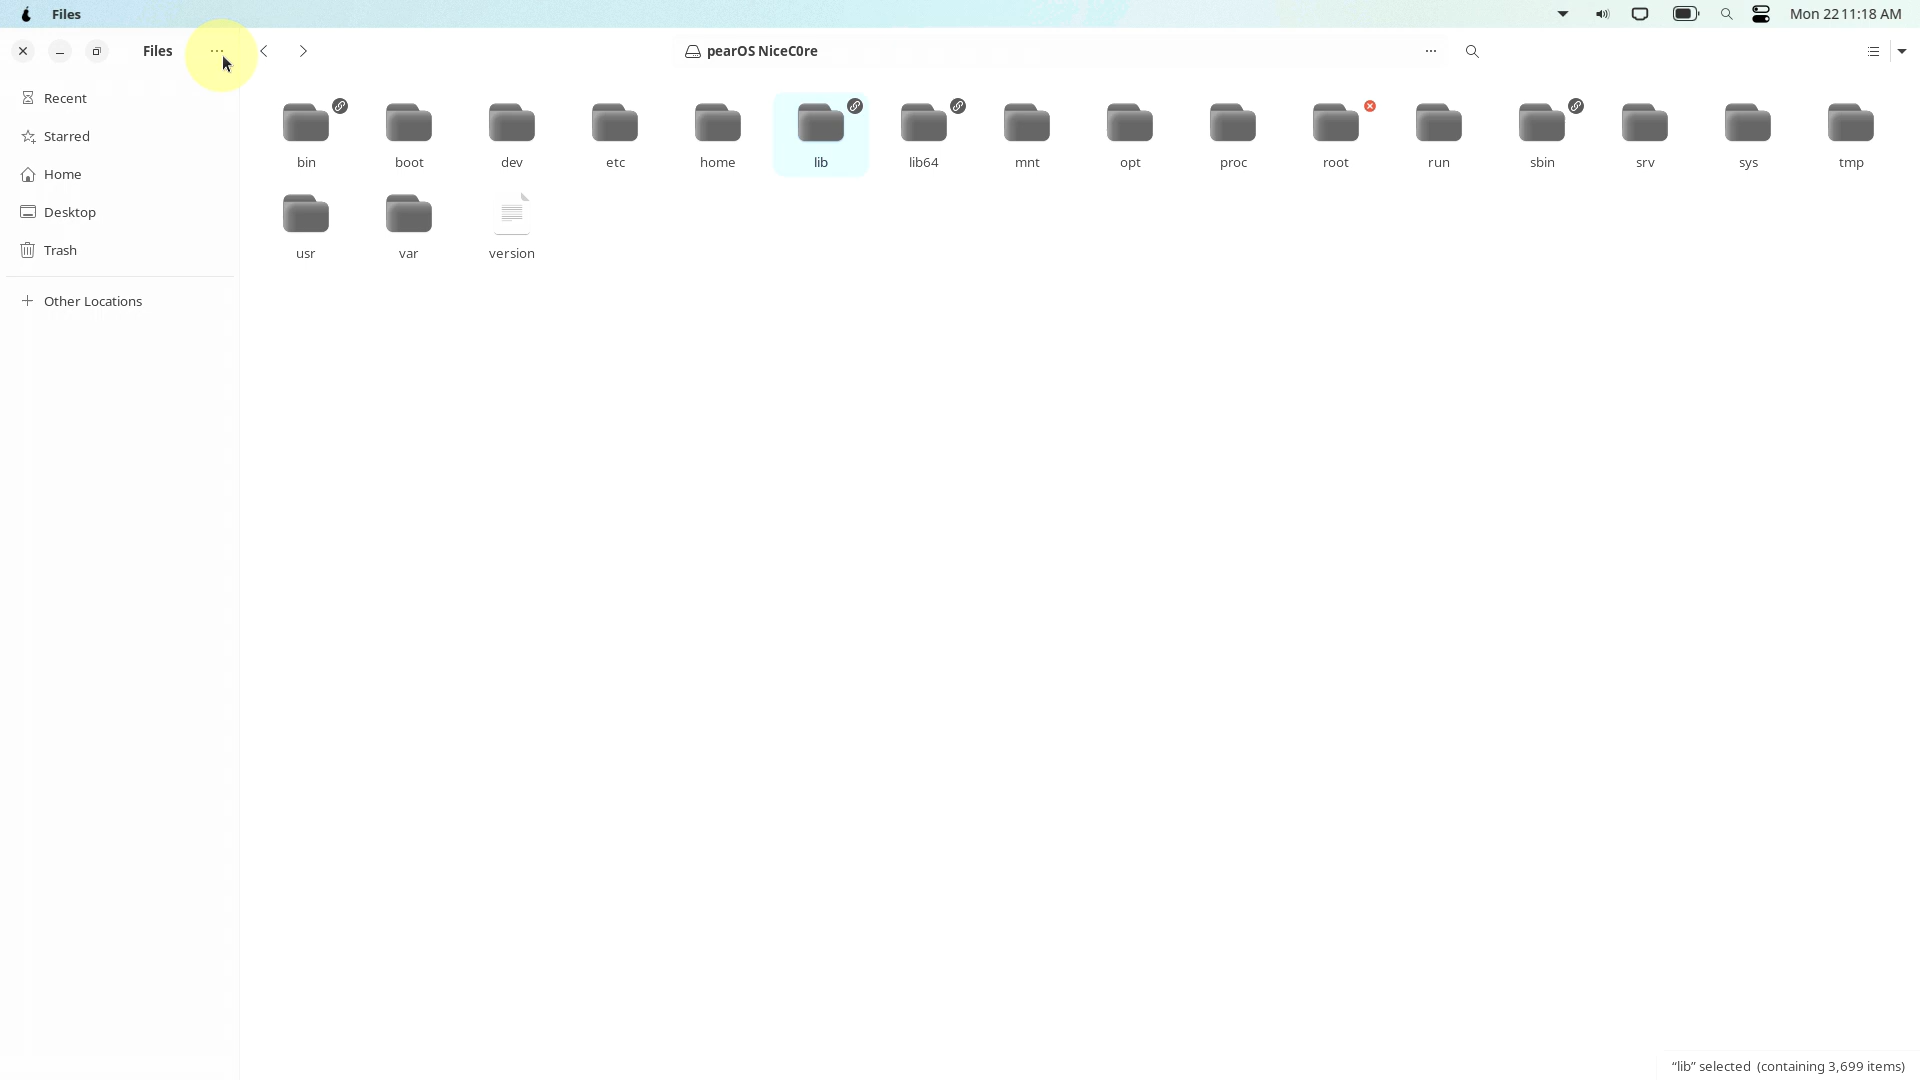 Files
Mon 22 11:18 AM
Files
pearOS NiceC0re
Recent
Starred
Home
Desktop
Trash
Other Locations
bin
boot
dev
etc
home
lib
lib64
mnt
opt
proc
root
run
sbin
srv
sys
tmp
usr
var
version
“lib” selected (containing 3,699 items)